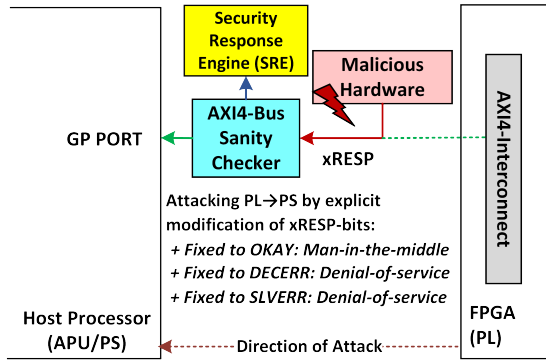 Security
Response
Engine (SRE)
Malicious
Hardware
AXI4-Bus
Sanity
Checker
GP PORT
xRESP
AXI4-Interconnect
Attacking PL→PS by explicit
modification of xRESP-bits:
+ Fixed to OKAY: Man-in-the-middle
+ Fixed to DECERR: Denial-of-service
+ Fixed to SLVERR: Denial-of-service
Host Processor
(APU/PS)
FPGA
(PL)
Direction of Attack